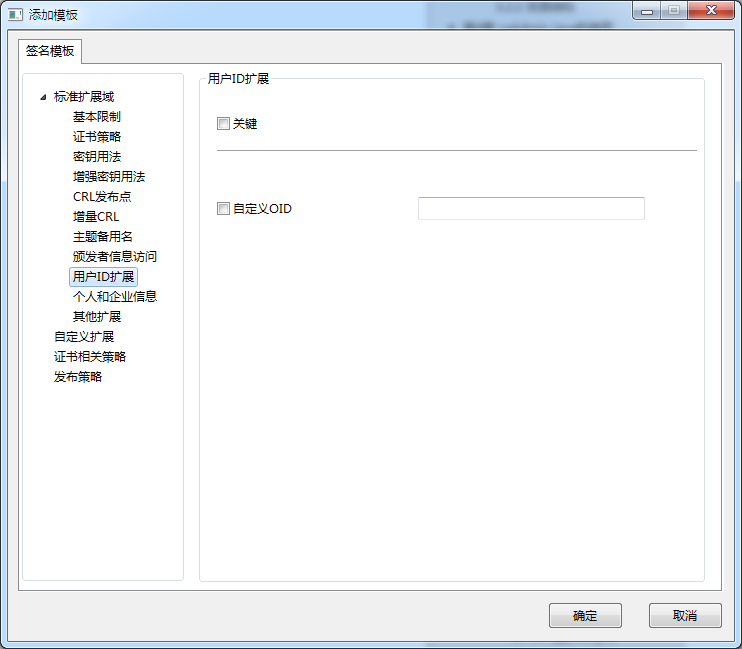 添加模板
签名模板
标准扩展域
基本限制
证书策略
密钥用法
增强密钥用法
CRL发布点
增量CRL
主题备用名
颁发者信息访问
用户ID扩展
个人和企业信息
其他扩展
自定义扩展
证书相关策略
发布策略
用户ID扩展
关键
自定义OID
确定
取消